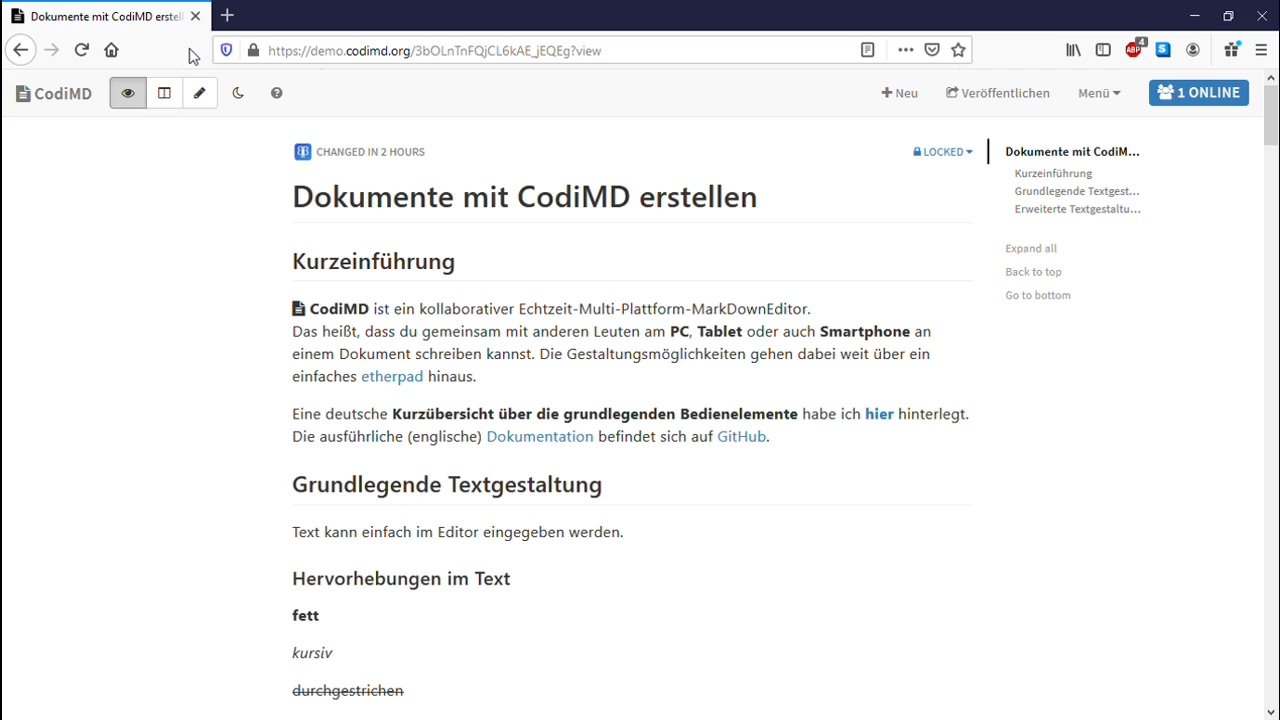 Dokumente mit CodiMD erstell
https://demo.codimd.org/3bOLnTnFQjCL6kAE_jEQEg?view
ABP
4
S
CodiMD
Neu
Veröffentlichen
Menü
1 ONLINE
CHANGED IN 2 HOURS
LOCKED
Dokumente mit CodiMD erstellen
Kurzeinführung
CodiMD ist ein kollaborativer Echtzeit-Multi-Plattform-MarkDownEditor.
Das heißt, dass du gemeinsam mit anderen Leuten am PC, Tablet oder auch Smartphone an
einem Dokument schreiben kannst. Die Gestaltungsmöglichkeiten gehen dabei weit über ein
einfaches etherpad hinaus.
Eine deutsche Kurzübersicht über die grundlegenden Bedienelemente habe ich hier hinterlegt.
Die ausführliche (englische) Dokumentation befindet sich auf GitHub.
Grundlegende Textgestaltung
Text kann einfach im Editor eingegeben werden.
Hervorhebungen im Text
fett
kursiv
durchgestrichen
Dokumente mit CodiM...
Kurzeinführung
Grundlegende Textgest...
Erweiterte Textgestaltu...
Expand all
Back to top
Go to bottom